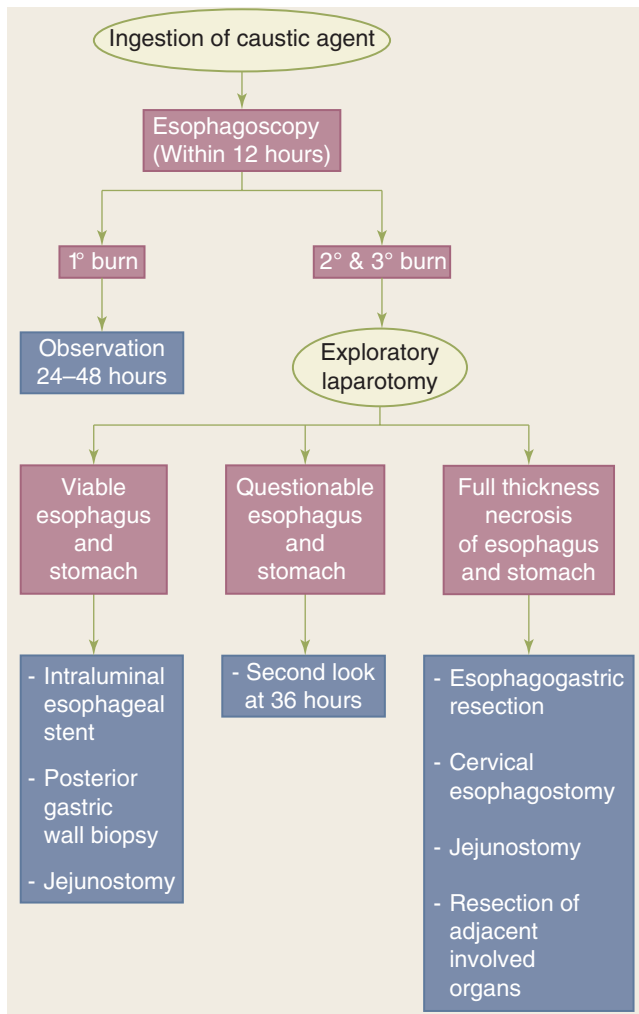 Ingestion of caustic agent
Esophagoscopy
(Within 12 hours)
1° burn
2° & 3° burn
Observation
24–48 hours
Exploratory
laparotomy
Viable
esophagus
and
stomach
Questionable
esophagus
and
stomach
Full thickness
necrosis
of esophagus
and stomach
- Intraluminal
esophageal
stent
- Posterior
gastric
wall biopsy
- Jejunostomy
- Second look
at 36 hours
- Esophagogastric
resection
- Cervical
esophagostomy
- Jejunostomy
- Resection of
adjacent
involved
organs